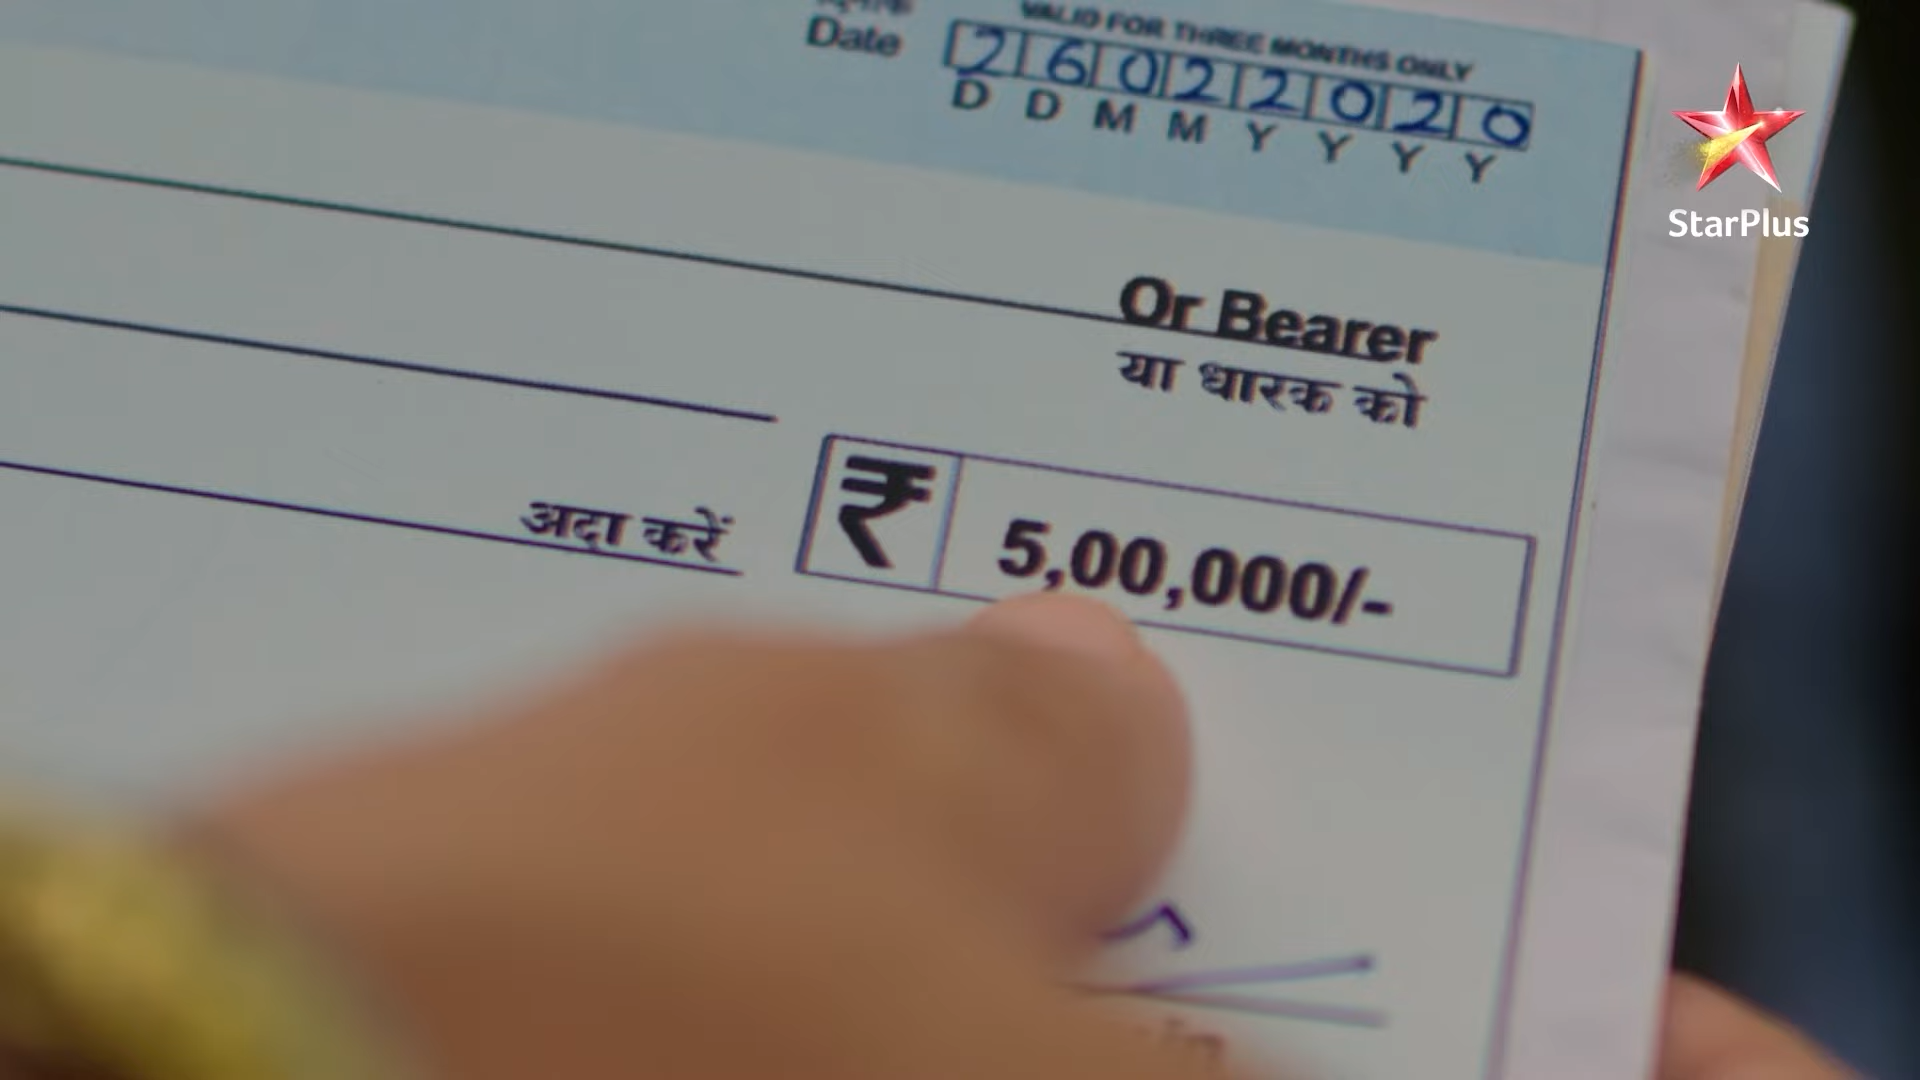 VALID FOR THREE MONTHS ONLY
Date 26022020
D D M M Y Y Y Y
StarPlus
Or Bearer
या धारक को
अदा करें ₹ 5,00,000/-